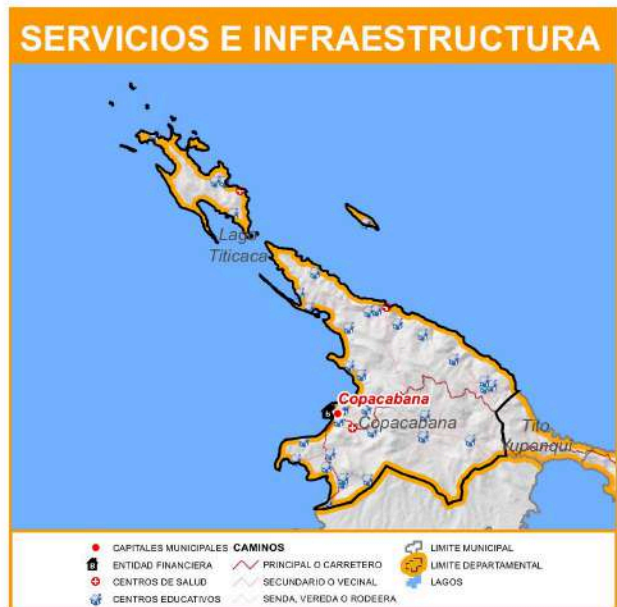 SERVICIOS E INFRAESTRUCTURA
Lago
Titicaca
Copacabana
Copacabana
Tito
Yupanqui
CAPITALES MUNICIPALES
ENTIDAD FINANCIERA
CENTROS DE SALUD
CENTROS EDUCATIVOS
CAMINOS
PRINCIPAL O CARRETERO
SECUNDARIO O VECINAL
SENDA, VEREDA O RODEERA
LIMITE MUNICIPAL
LIMITE DEPARTAMENTAL
LAGOS